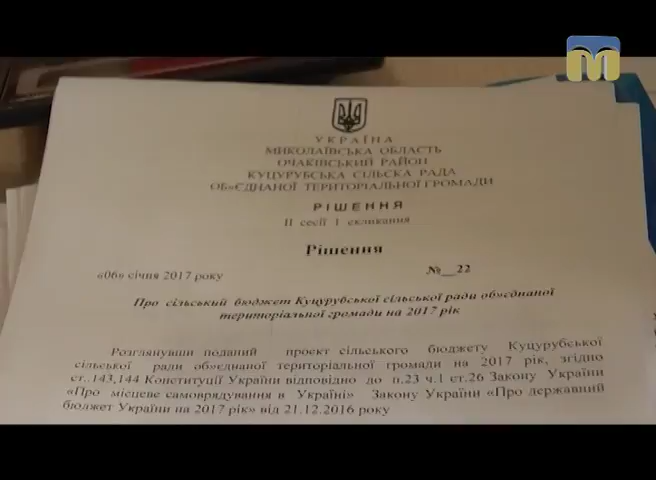 УКРАЇНА
МИКОЛАЇВСЬКА ОБЛАСТЬ
ОЧАКІВСЬКИЙ РАЙОН
КУЦУРУБСЬКА СІЛЬСКА РАДА
ОБ»ЄДНАНОЇ ТЕРИТОРІАЛЬНОЇ ГРОМАДИ
РІШЕННЯ
ІІ сесії 1 скликання
Рішення
«06» січня 2017 року №__22
Про сільський бюджет Куцурубської сільської ради об»єднаної
територіальної громади на 2017 рік
Розглянувши поданий проект сільського бюджету Куцурубської
сільської ради об»єднаної територіальної громади на 2017 рік, згідно
ст..143,144 Конституції України відповідно до п.23 ч.1 ст.26 Закону України
«Про місцеве самоврядування в Україні» Закону України «Про державний
бюджет України на 2017 рік» від 21.12.2016 року